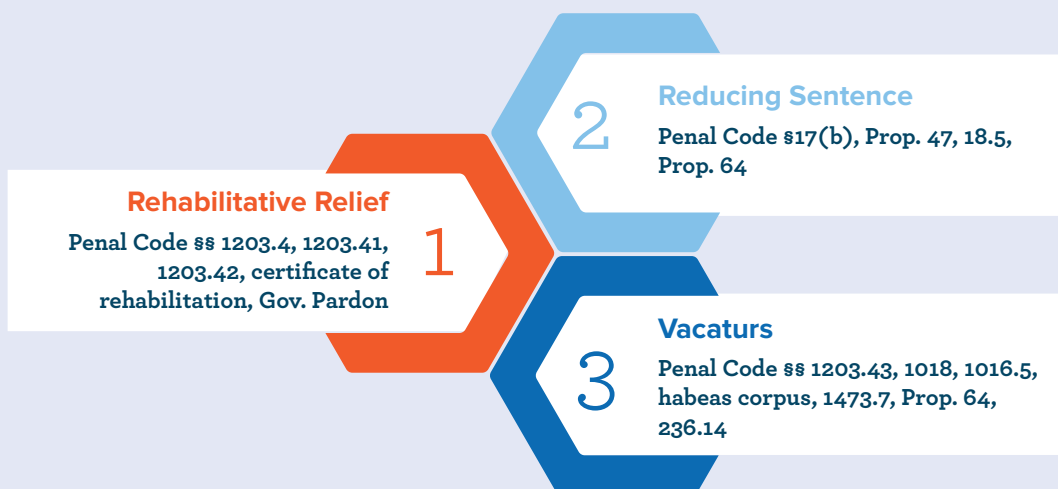 1
Rehabilitative Relief
Penal Code §§ 1203.4, 1203.41,
1203.42, certificate of
rehabilitation, Gov. Pardon
2
Reducing Sentence
Penal Code §17(b), Prop. 47, 18.5,
Prop. 64
3
Vacaturs
Penal Code §§ 1203.43, 1018, 1016.5,
habeas corpus, 1473.7, Prop. 64,
236.14